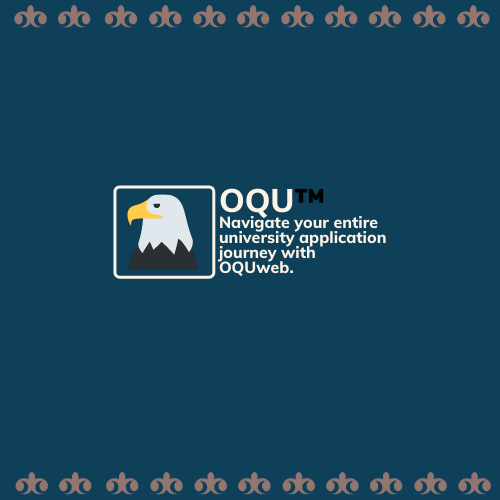 OQU™
Navigate your entire
university application
journey with
OQUweb.